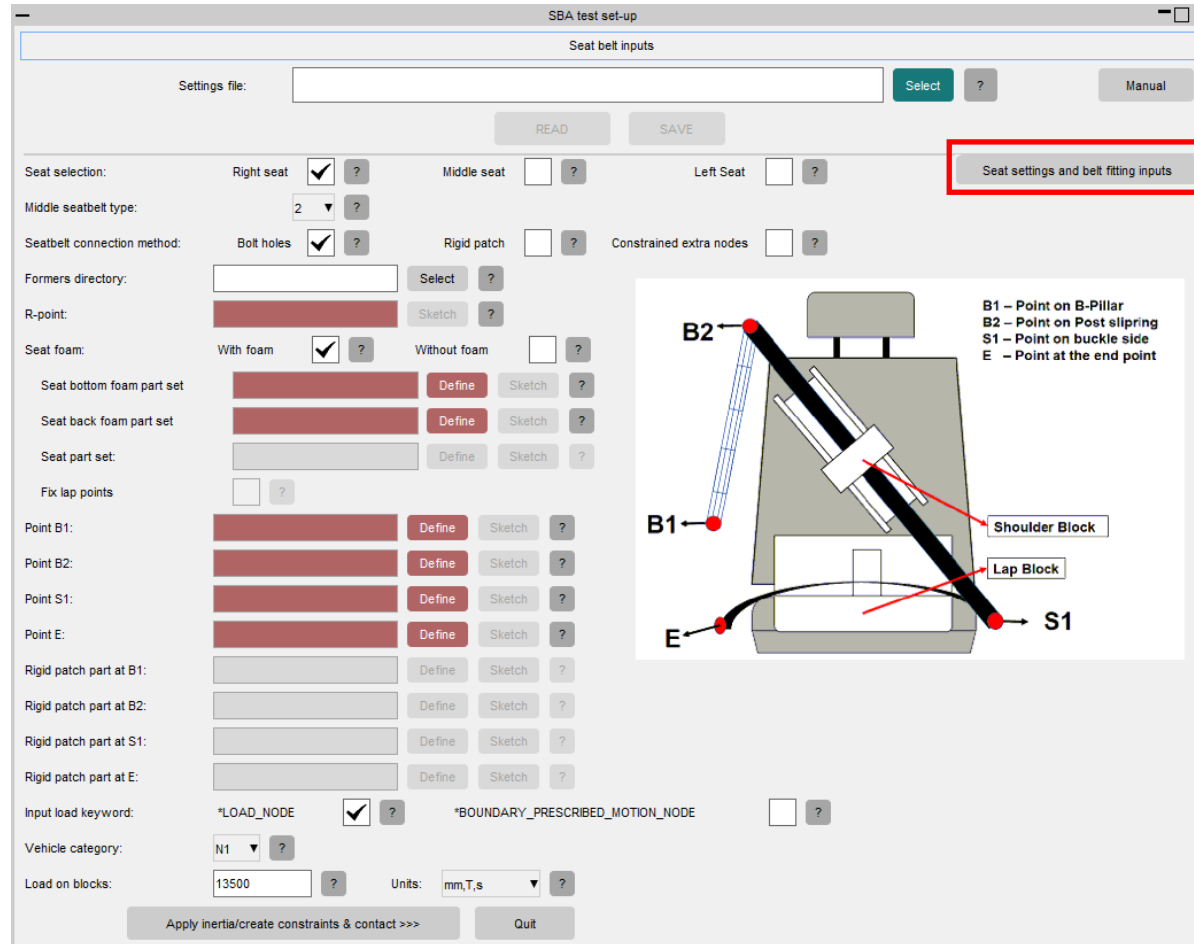 SBA test set-up
Seat belt inputs
Settings file: Select ? Manual
READ SAVE
Seat selection: Right seat ? Middle seat ? Left Seat ? Seat settings and belt fitting inputs
Middle seatbelt type: 2 ?
Seatbelt connection method: Bolt holes ? Rigid patch ? Constrained extra nodes ?
Formers directory: Select ?
R-point: Sketch ?
Seat foam: With foam ? Without foam ?
Seat bottom foam part set Define Sketch ?
Seat back foam part set Define Sketch ?
Seat part set: Define Sketch ?
Fix lap points ?
Point B1: Define Sketch ?
Point B2: Define Sketch ?
Point S1: Define Sketch ?
Point E: Define Sketch ?
Rigid patch part at B1: Define Sketch ?
Rigid patch part at B2: Define Sketch ?
Rigid patch part at S1: Define Sketch ?
Rigid patch part at E: Define Sketch ?
Input load keyword: *LOAD_NODE ? *BOUNDARY_PRESCRIBED_MOTION_NODE ?
Vehicle category: N1 ?
Load on blocks: 13500 ? Units: mm,T,s ?
Apply inertia/create constraints & contact >>> Quit
B1 – Point on B-Pillar
B2 – Point on Post slipring
S1 – Point on buckle side
E – Point at the end point
B2
B1
Shoulder Block
Lap Block
E
S1